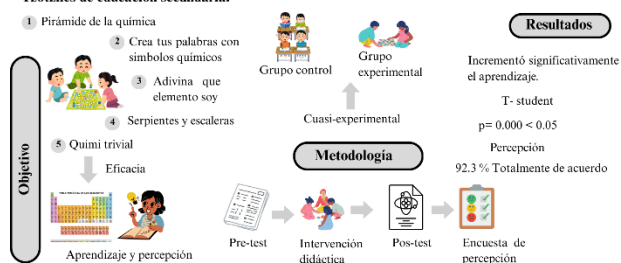 1 Pirámide de la química
2 Crea tus palabras con
símbolos químicos
3 Adivina que
elemento soy
4 Serpientes y escaleras
5 Quimi trivial
Objetivo
Eficacia
Aprendizaje y percepción
Grupo control
Grupo
experimental
Cuasi-experimental
Metodología
Pre-test
Intervención
didáctica
Pos-test
Encuesta de
percepción
Resultados
Incrementó significativamente
el aprendizaje.
T- student
p= 0.000 < 0.05
Percepción
92.3 % Totalmente de acuerdo